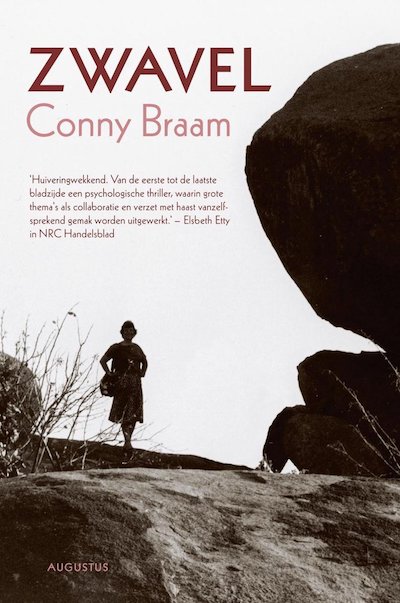 ZWAVEL
Conny Braam
'Huiveringwekkend. Van de eerste tot de laatste
bladzijde een psychologische thriller, waarin grote
thema's als collaboratie en verzet met haast vanzelf-
sprekend gemak worden uitgewerkt.' – Elsbeth Etty
in NRC Handelsblad
AUGUSTUS